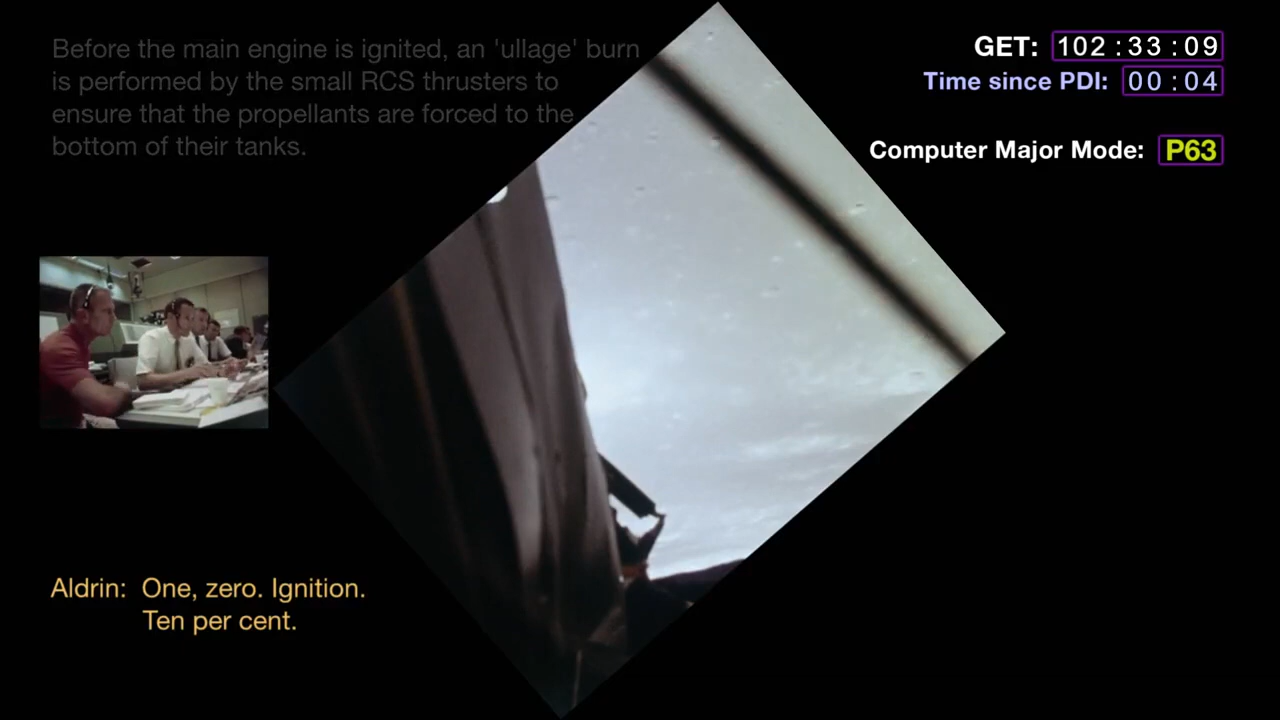 Before the main engine is ignited, an 'ullage' burn
is performed by the small RCS thrusters to
ensure that the propellants are forced to the
bottom of their tanks.
GET: 102:33:09
Time since PDI: 00:04
Computer Major Mode: P63
Aldrin: One, zero. Ignition.
Ten per cent.